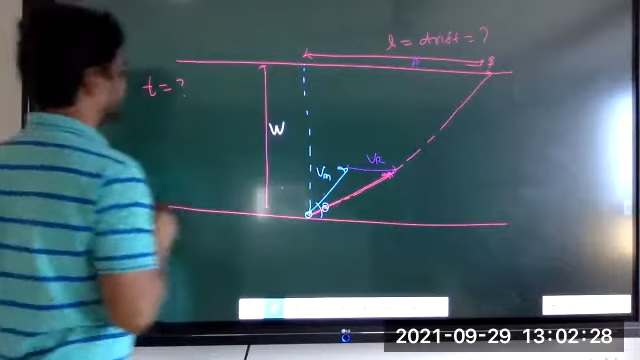 l = drift = ?
B
t = ?
W
Vm
VR
θ
2021-09-29 13:02:28